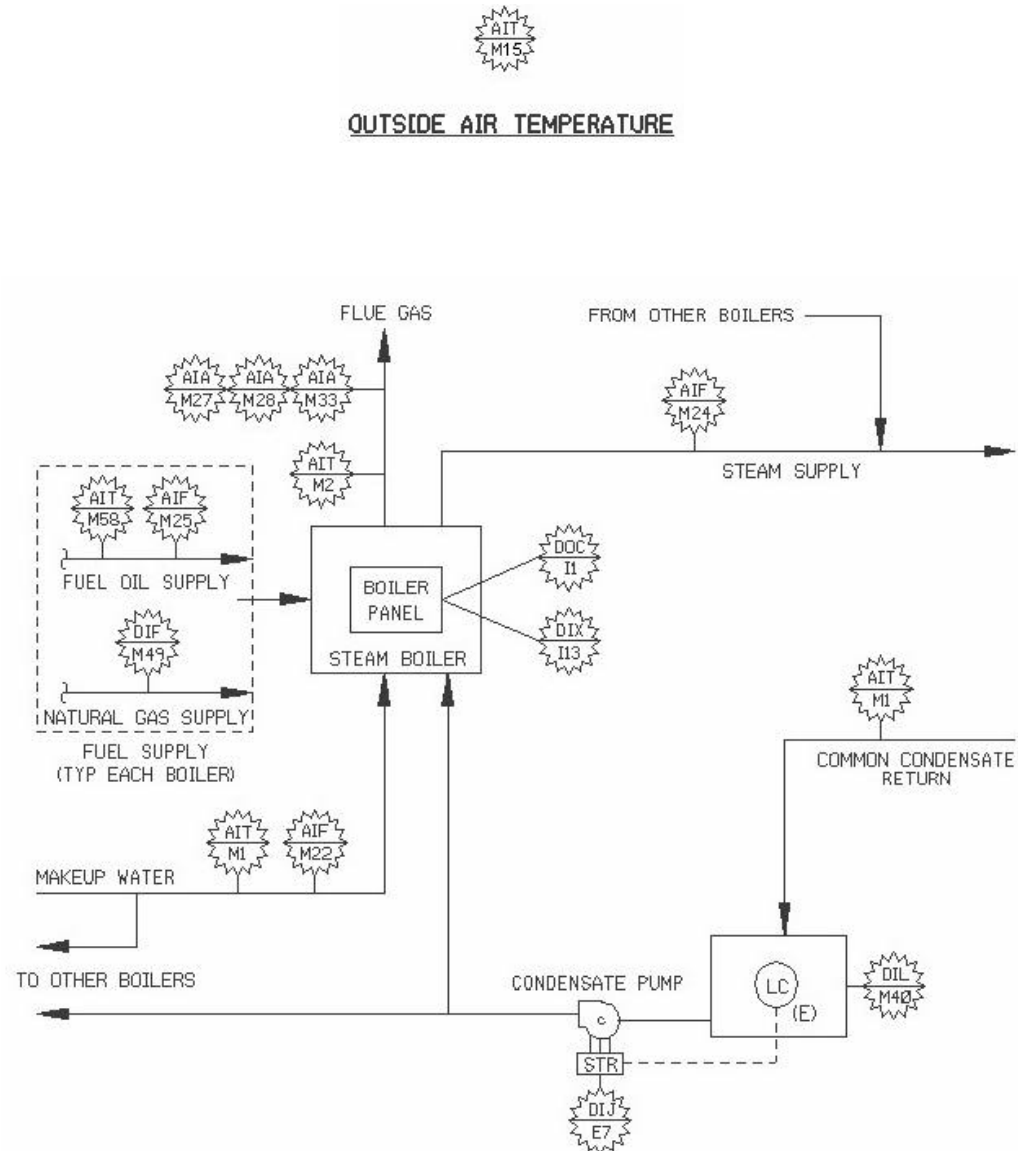 AIT
M15
OUTSIDE AIR TEMPERATURE
FLUE GAS
FROM OTHER BOILERS
AIA AIA AIA
M27 M28 M33
AIF
M24
AIT
M2
STEAM SUPPLY
AIT AIF
M58 M25
FUEL OIL SUPPLY
DIF
M49
NATURAL GAS SUPPLY
FUEL SUPPLY
(TYP EACH BOILER)
BOILER
PANEL
STEAM BOILER
DOC
I1
DIX
I13
AIT
M1
COMMON CONDENSATE
RETURN
AIT AIF
M1 M22
MAKEUP WATER
TO OTHER BOILERS
CONDENSATE PUMP
C
STR
DIJ
E7
LC
(E)
DIL
M40